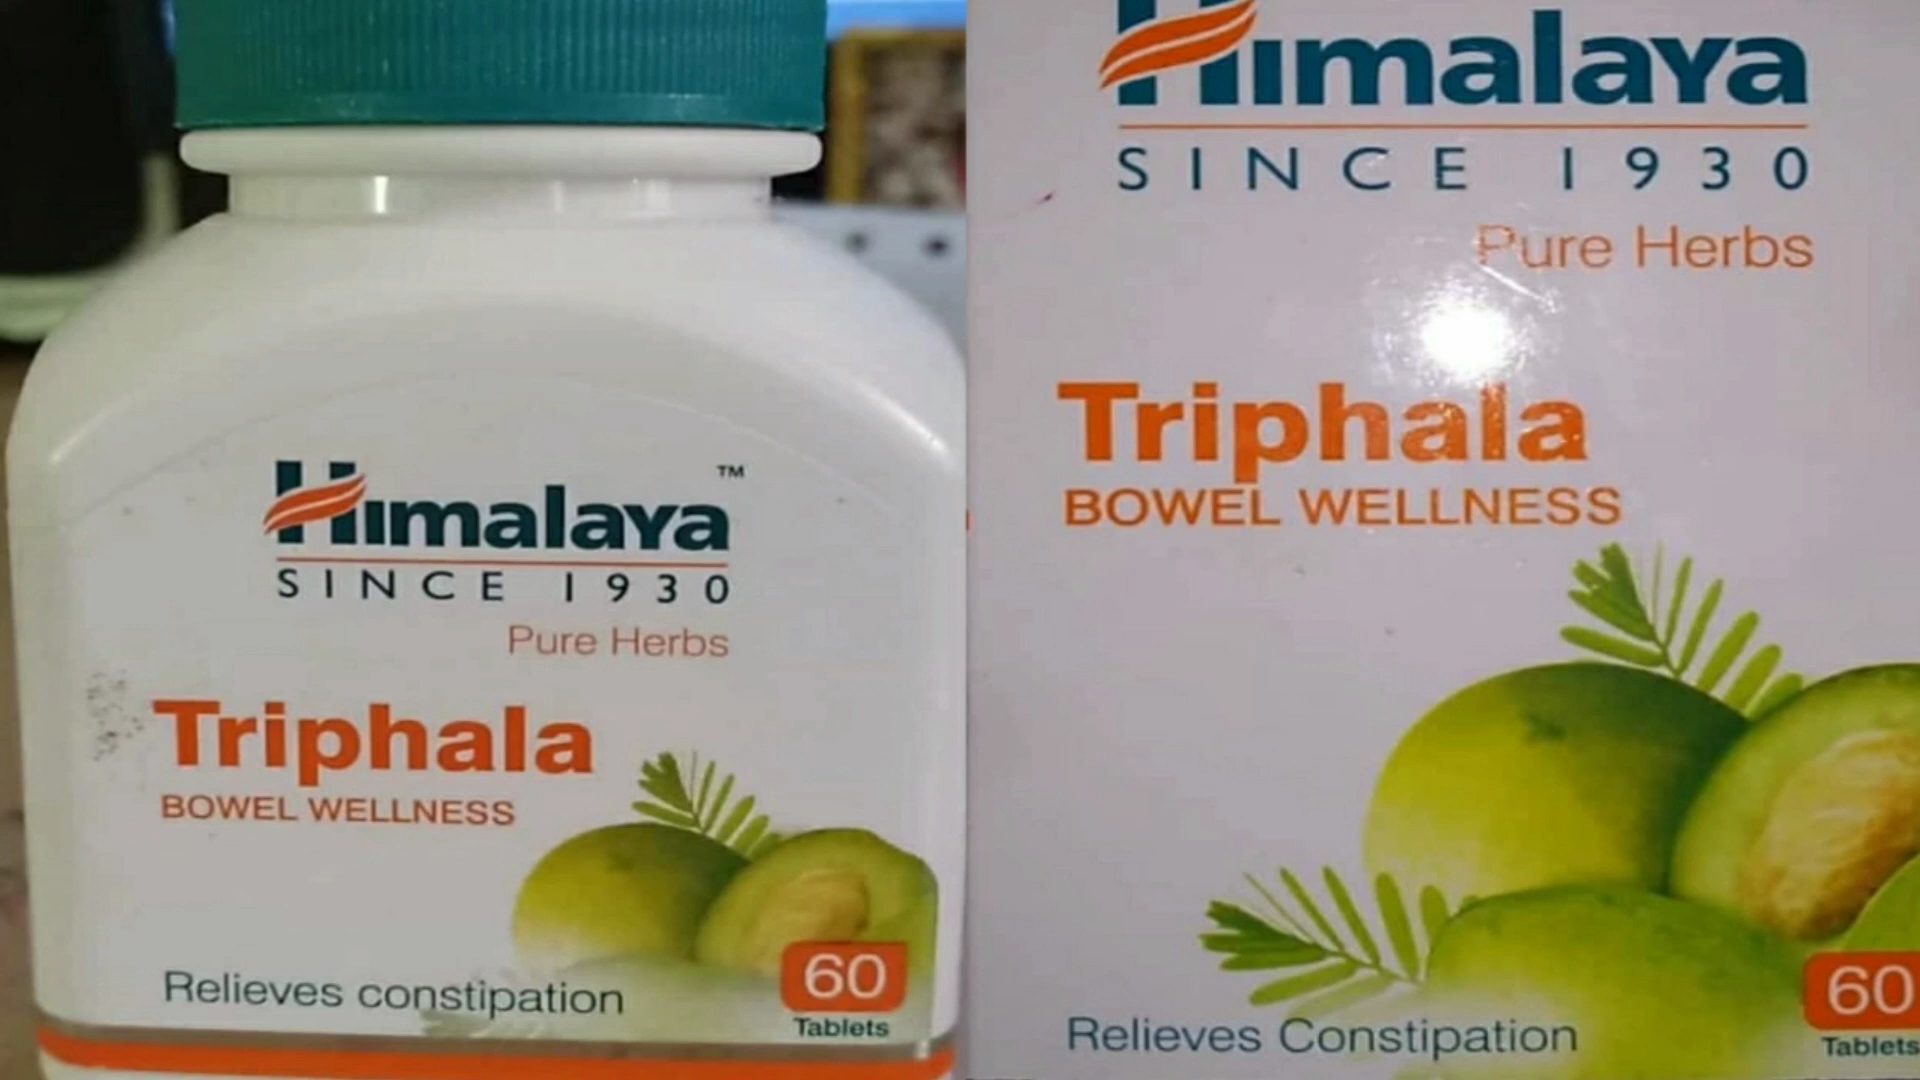 Himalaya
TM
SINCE 1930
Pure Herbs
Triphala
BOWEL WELLNESS
Relieves constipation
60
Tablets
Himalaya
SINCE 1930
Pure Herbs
Triphala
BOWEL WELLNESS
Relieves Constipation
60
Tablets